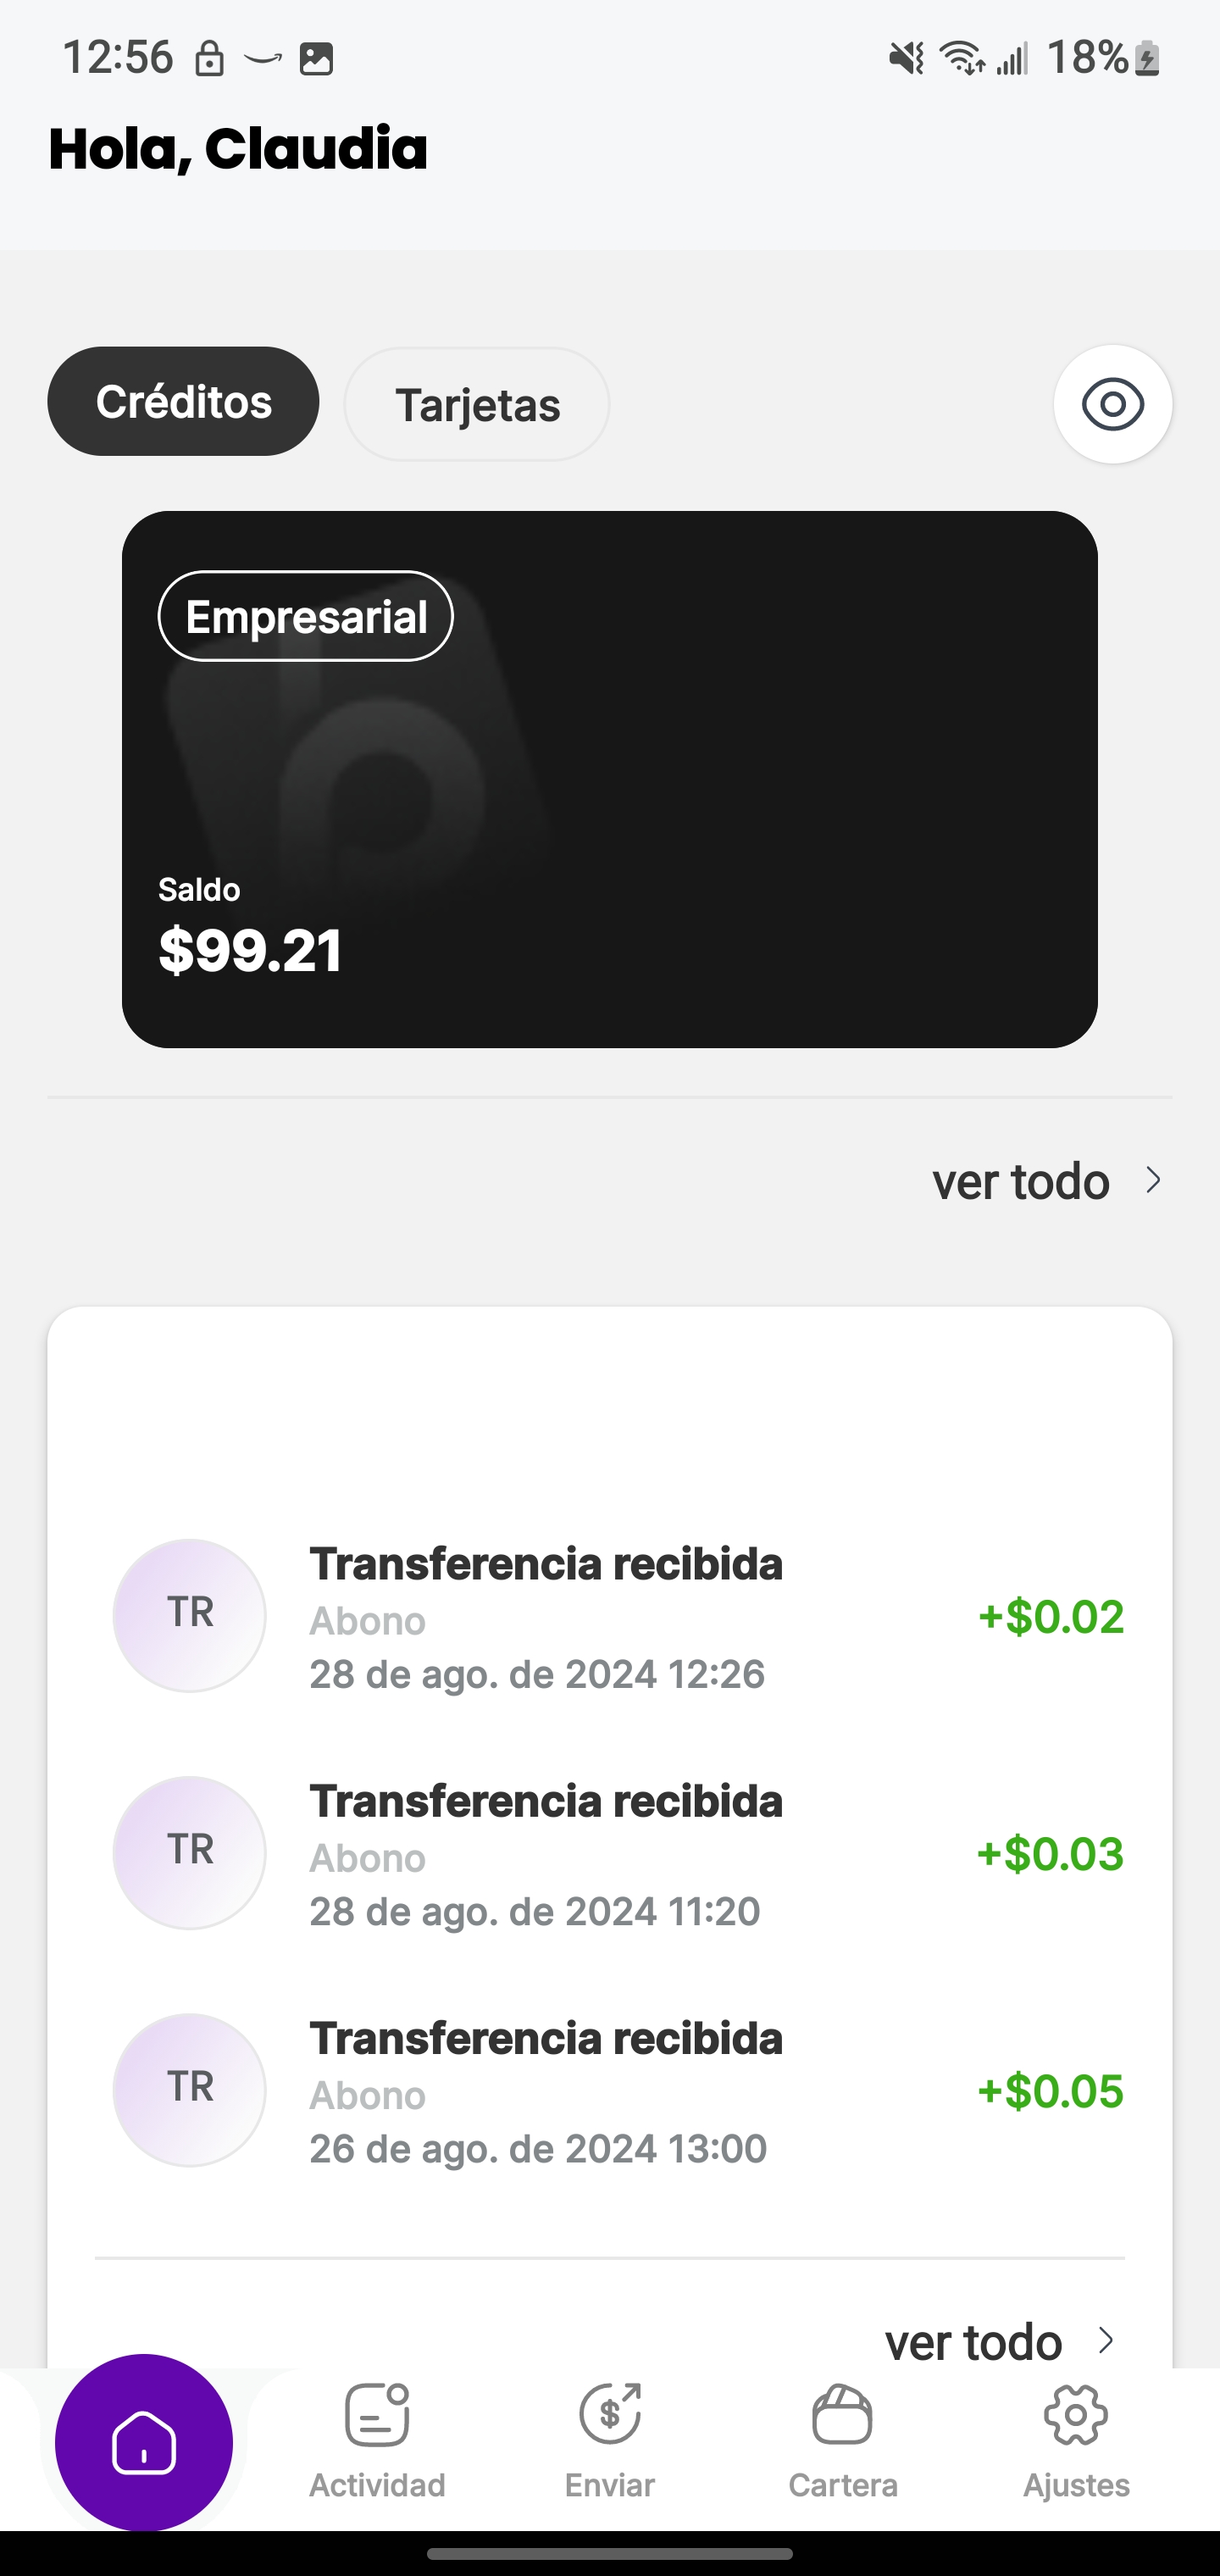 12:56 18%
Hola, Claudia
Créditos Tarjetas
Empresarial
Saldo
$99.21
ver todo
TR
Transferencia recibida
Abono
28 de ago. de 2024 12:26
+$0.02
TR
Transferencia recibida
Abono
28 de ago. de 2024 11:20
+$0.03
TR
Transferencia recibida
Abono
26 de ago. de 2024 13:00
+$0.05
ver todo
Actividad Enviar Cartera Ajustes